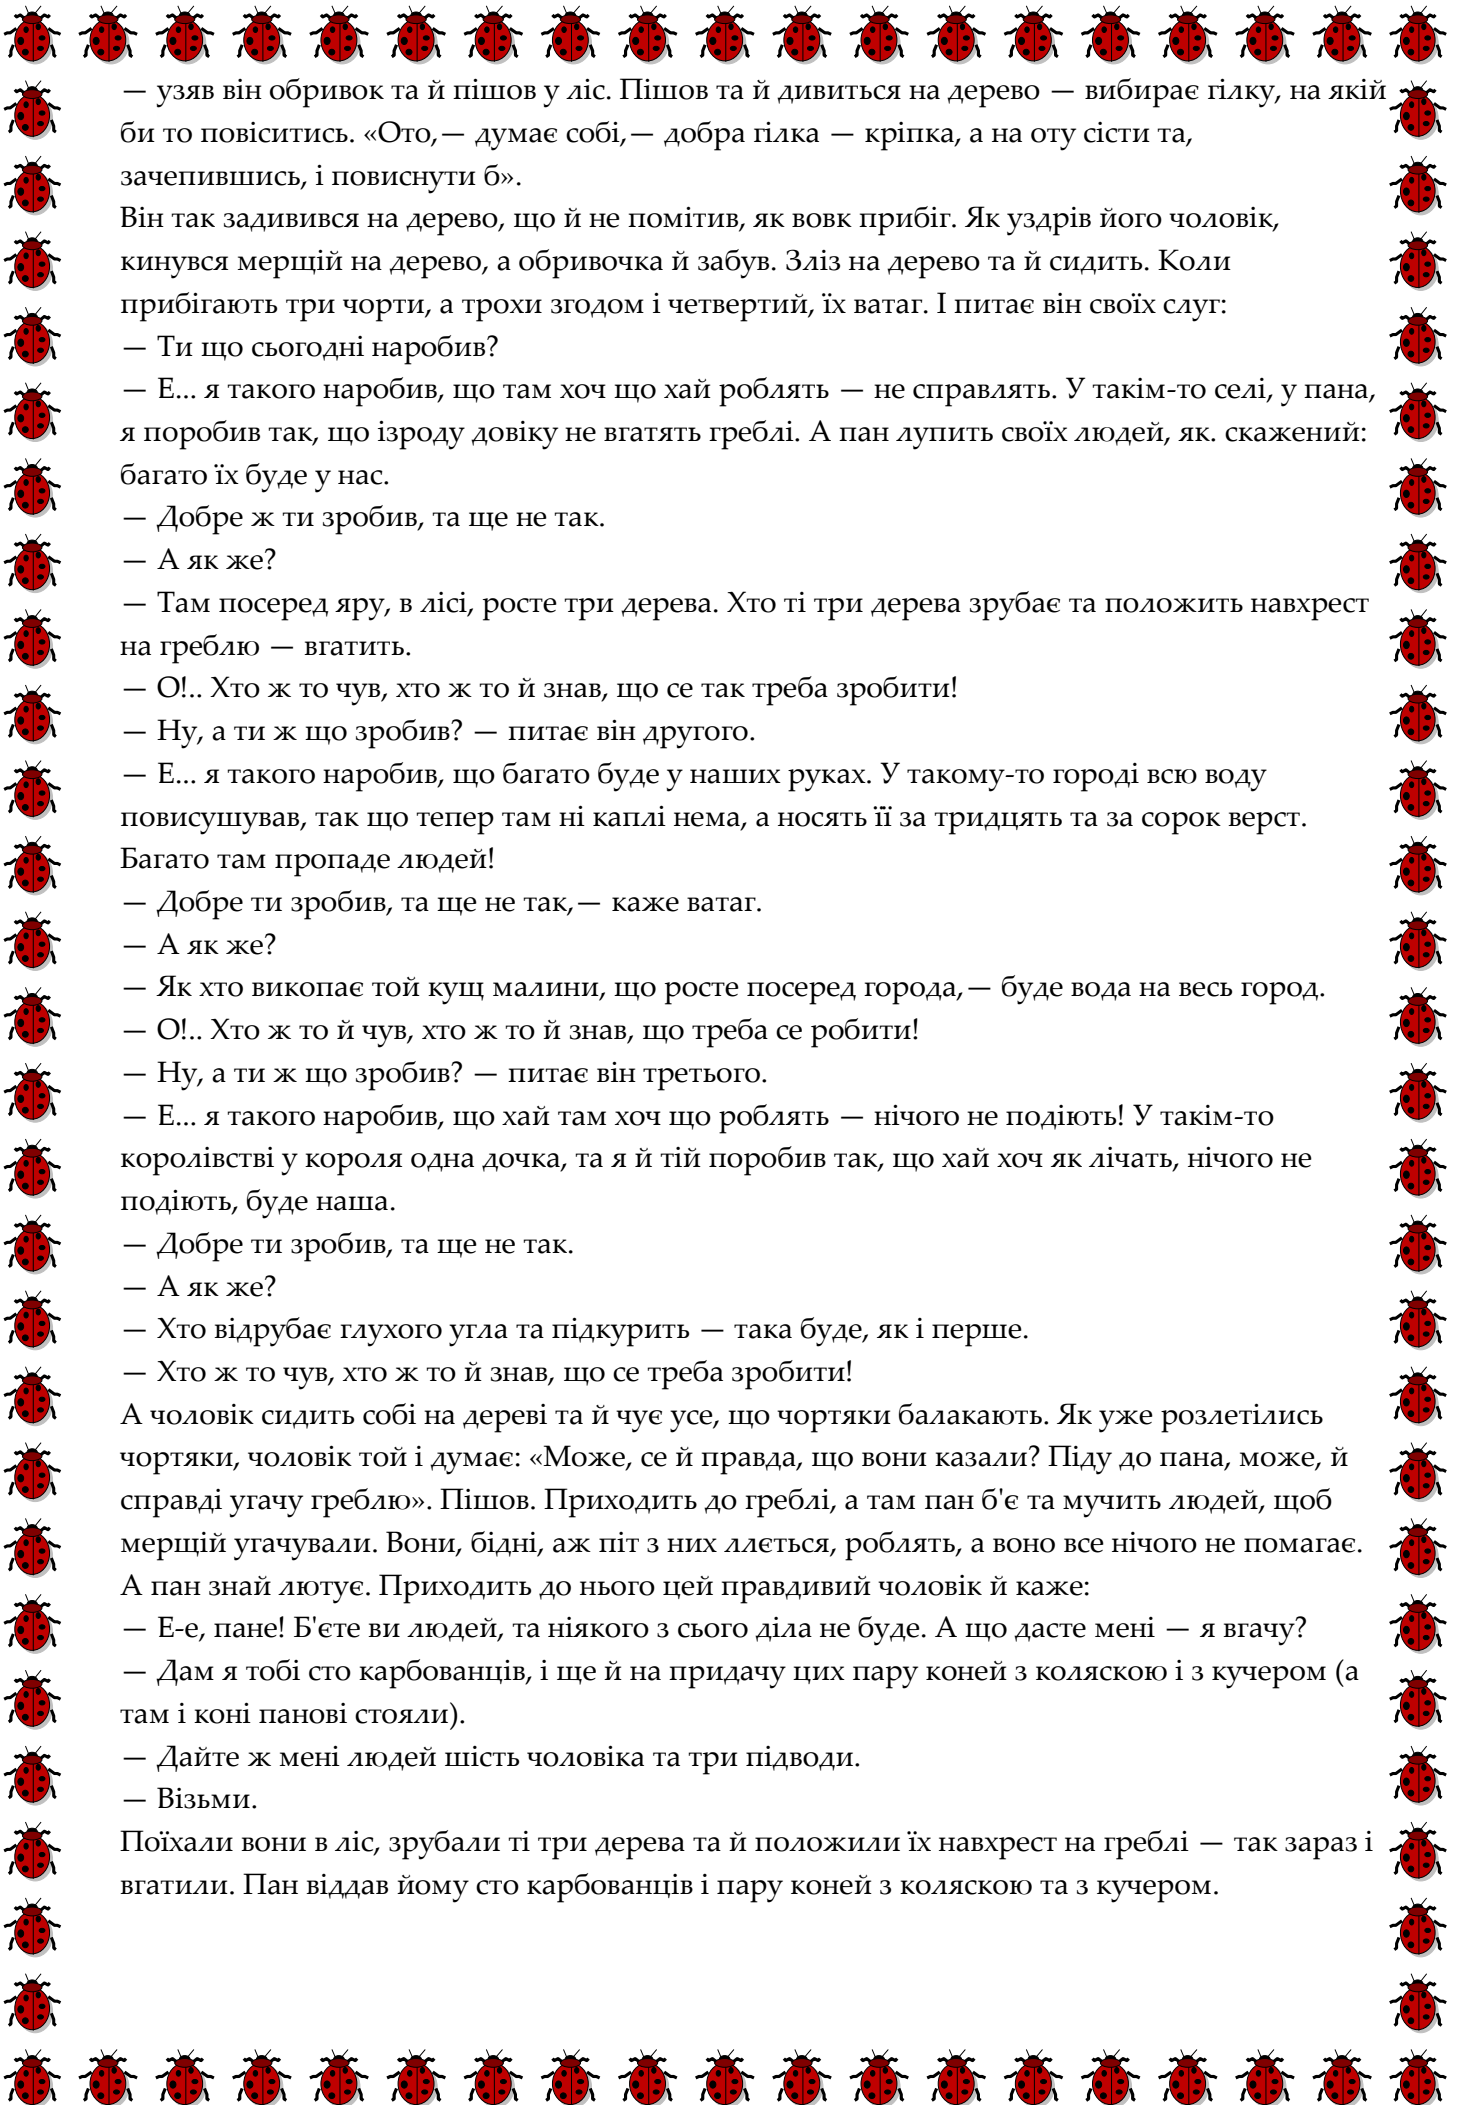 — узяв він обривок та й пішов у ліс. Пішов та й дивиться на дерево — вибирає гілку, на якій
би то повіситись. «Ото,— думає собі,— добра гілка — кріпка, а на оту сісти та,
зачепившись, і повиснути б».
Він так задивився на дерево, що й не помітив, як вовк прибіг. Як уздрів його чоловік,
кинувся мерщій на дерево, а обривочка й забув. Зліз на дерево та й сидить. Коли
прибігають три чорти, а трохи згодом і четвертий, їх ватаг. І питає він своїх слуг:
— Ти що сьогодні наробив?
— Е... я такого наробив, що там хоч що хай роблять — не справлять. У такім-то селі, у пана,
я поробив так, що ізроду довіку не вгатять греблі. А пан лупить своїх людей, як. скажений:
багато їх буде у нас.
— Добре ж ти зробив, та ще не так.
— А як же?
— Там посеред яру, в лісі, росте три дерева. Хто ті три дерева зрубає та положить навхрест
на греблю — вгатить.
— О!.. Хто ж то чув, хто ж то й знав, що се так треба зробити!
— Ну, а ти ж що зробив? — питає він другого.
— Е... я такого наробив, що багато буде у наших руках. У такому-то городі всю воду
повисушував, так що тепер там ні каплі нема, а носять її за тридцять та за сорок верст.
Багато там пропаде людей!
— Добре ти зробив, та ще не так,— каже ватаг.
— А як же?
— Як хто викопає той кущ малини, що росте посеред города,— буде вода на весь город.
— О!.. Хто ж то й чув, хто ж то й знав, що треба се робити!
— Ну, а ти ж що зробив? — питає він третього.
— Е... я такого наробив, що хай там хоч що роблять — нічого не подіють! У такім-то
королівстві у короля одна дочка, та я й тій поробив так, що хай хоч як лічать, нічого не
подіють, буде наша.
— Добре ти зробив, та ще не так.
— А як же?
— Хто відрубає глухого угла та підкурить — така буде, як і перше.
— Хто ж то чув, хто ж то й знав, що се треба зробити!
А чоловік сидить собі на дереві та й чує усе, що чортяки балакають. Як уже розлетілись
чортяки, чоловік той і думає: «Може, се й правда, що вони казали? Піду до пана, може, й
справді угачу греблю». Пішов. Приходить до греблі, а там пан б'є та мучить людей, щоб
мерщій угачували. Вони, бідні, аж піт з них ллється, роблять, а воно все нічого не помагає.
А пан знай лютує. Приходить до нього цей правдивий чоловік й каже:
— Е-е, пане! Б'єте ви людей, та ніякого з сього діла не буде. А що дасте мені — я вгачу?
— Дам я тобі сто карбованців, і ще й на придачу цих пару коней з коляскою і з кучером (а
там і коні панові стояли).
— Дайте ж мені людей шість чоловіка та три підводи.
— Візьми.
Поїхали вони в ліс, зрубали ті три дерева та й положили їх навхрест на греблі — так зараз і
вгатили. Пан віддав йому сто карбованців і пару коней з коляскою та з кучером.